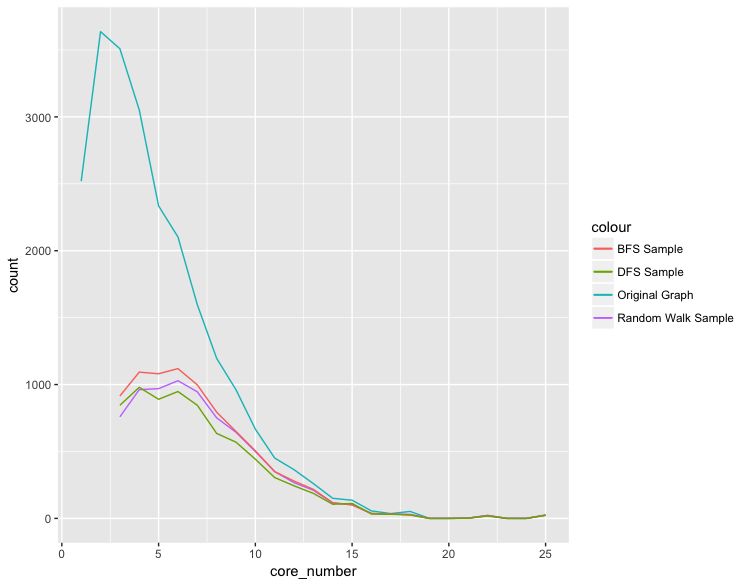 3000
2000
1000
0
count
0
5
10
15
20
25
core_number
colour
BFS Sample
DFS Sample
Original Graph
Random Walk Sample